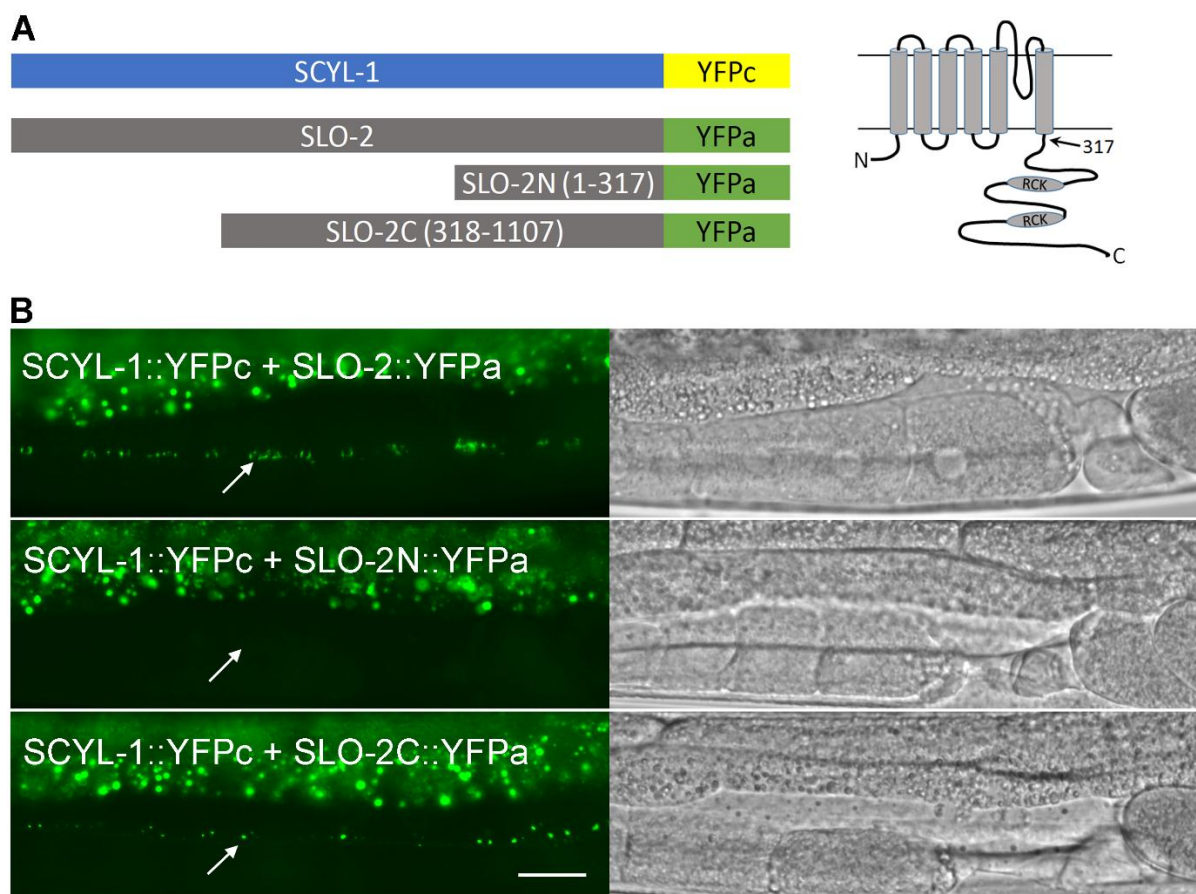 A
SCYL-1 YFPc
SLO-2 YFPa
SLO-2N (1-317) YFPa
SLO-2C (318-1107) YFPa
N
317
RCK
RCK
C
B
SCYL-1::YFPc + SLO-2::YFPa
SCYL-1::YFPc + SLO-2N::YFPa
SCYL-1::YFPc + SLO-2C::YFPa